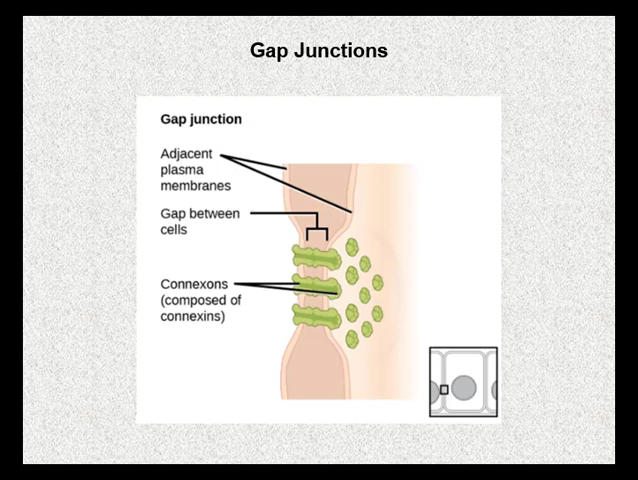 Gap Junctions
Gap junction
Adjacent
plasma
membranes
Gap between
cells
Connexons
(composed of
connexins)